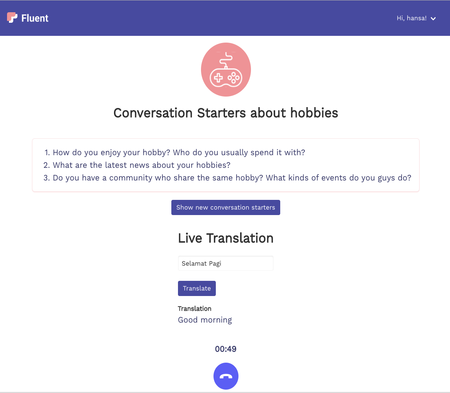 Fluent
Hi, hansa!
Conversation Starters about hobbies
1. How do you enjoy your hobby? Who do you usually spend it with?
2. What are the latest news about your hobbies?
3. Do you have a community who share the same hobby? What kinds of events do you guys do?
Show new conversation starters
Live Translation
Selamat Pagi
Translate
Translation
Good morning
00:49